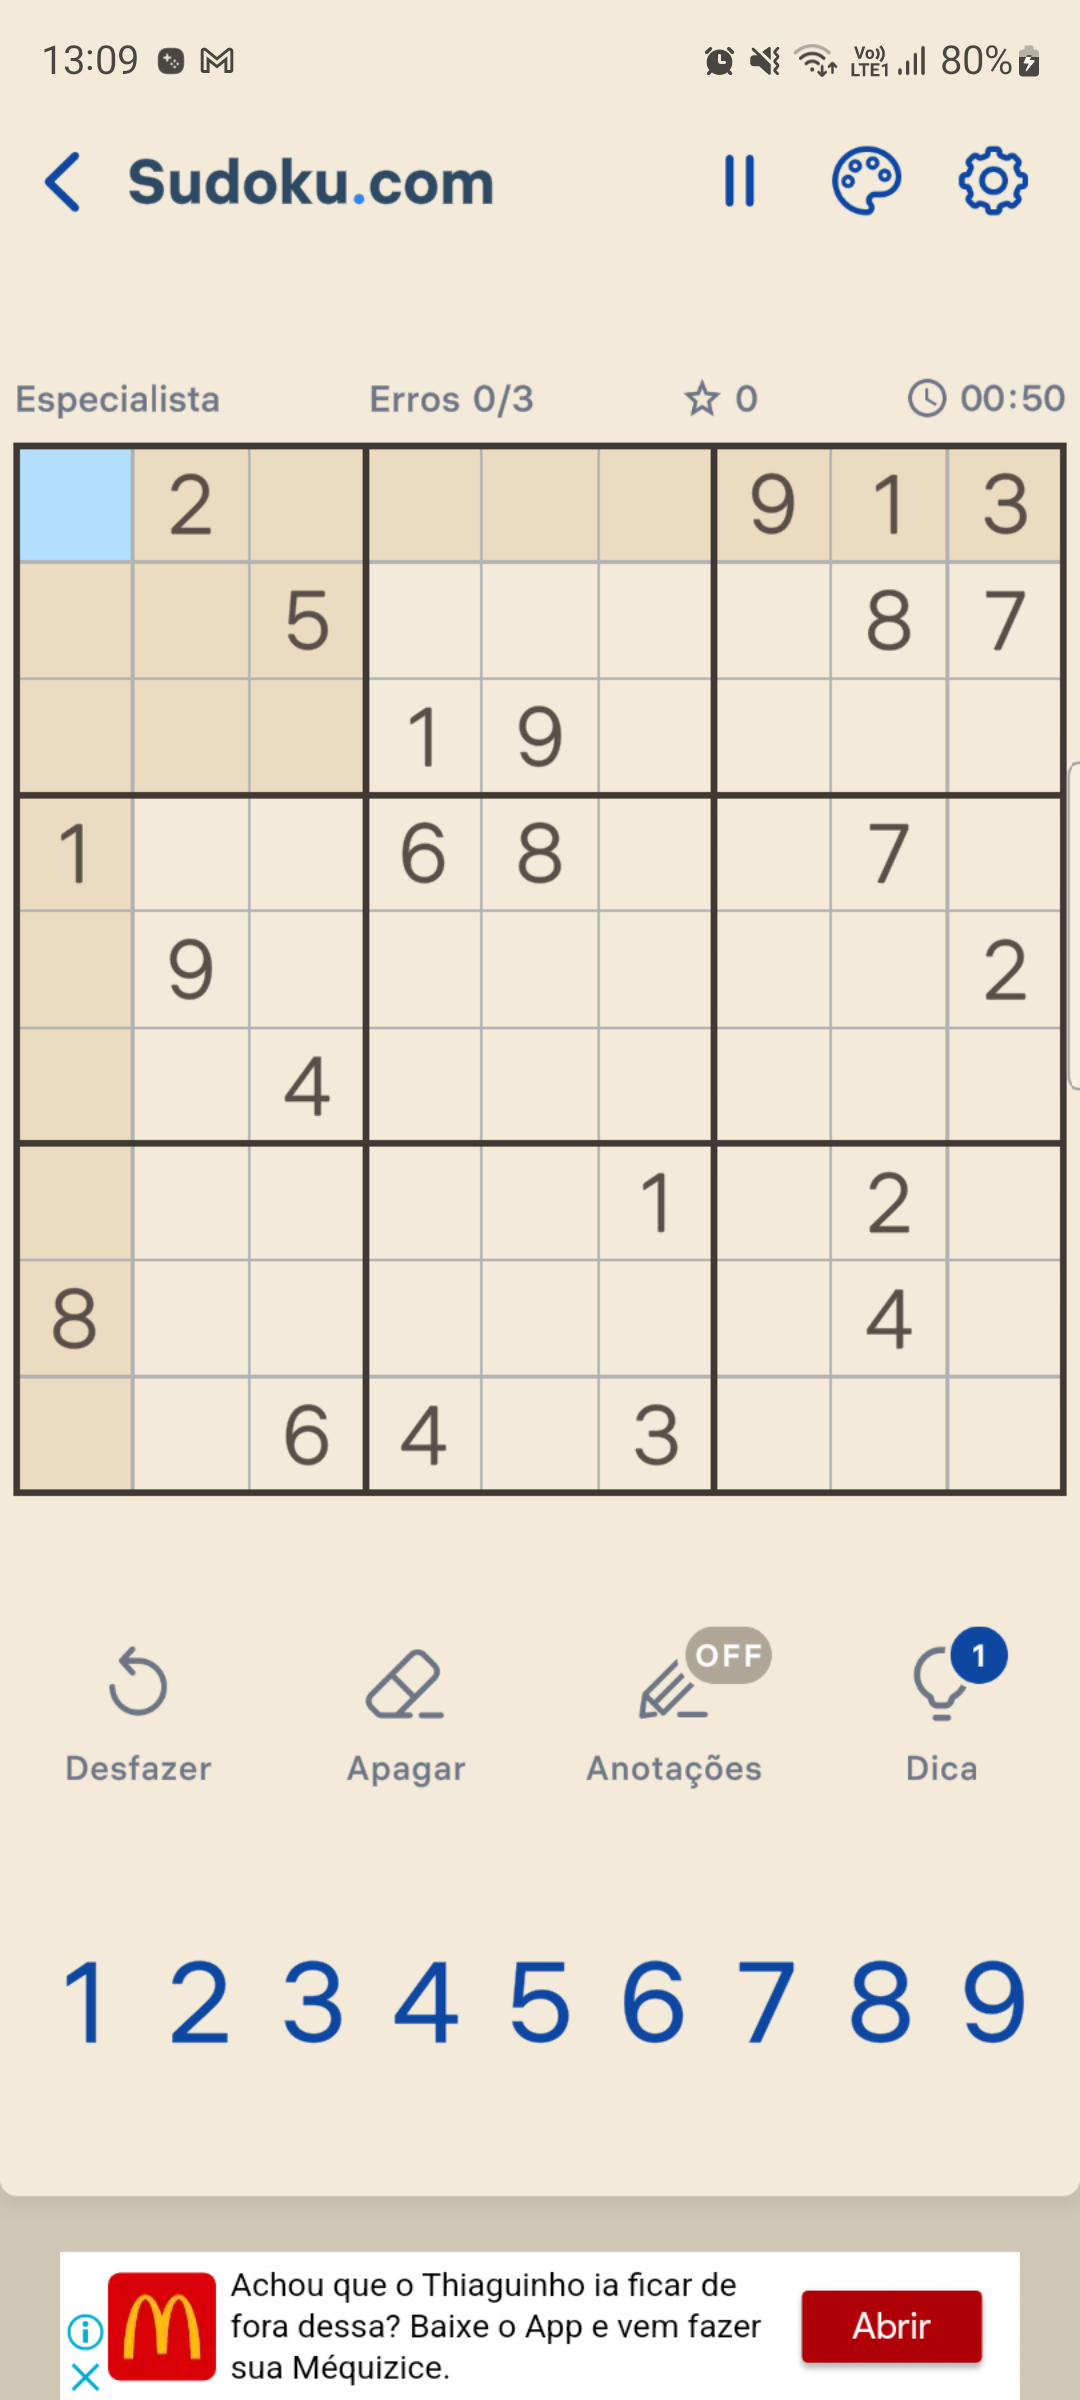 13:09 Vo)) LTE1 80%
Sudoku.com
Especialista Erros 0/3 0 00:50
2 9 1 3
5 8 7
1 9
1 6 8 7
9 2
4
1 2
8 4
6 4 3
OFF 1
Desfazer Apagar Anotações Dica
1 2 3 4 5 6 7 8 9
Achou que o Thiaguinho ia ficar de
fora dessa? Baixe o App e vem fazer
sua Méquizice.
Abrir